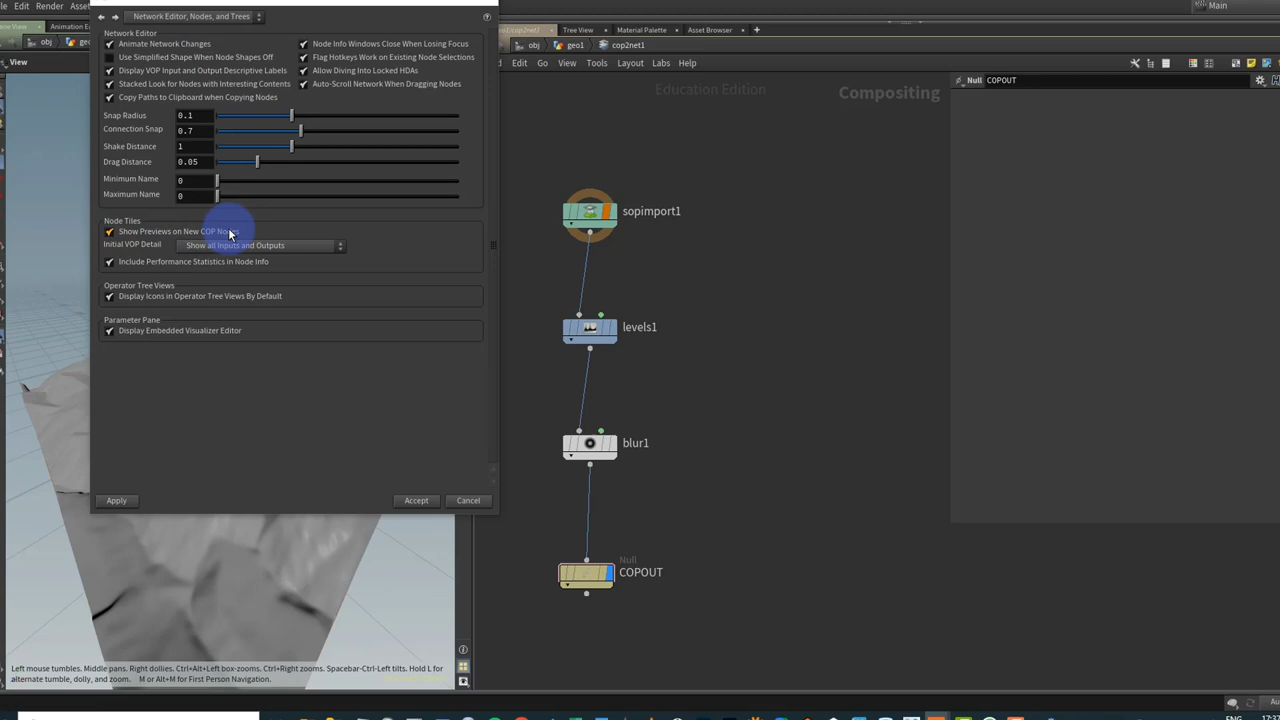 Network Editor, Nodes, and Trees
Main
Scene View
Animation Editor
Tree View
Material Palette
Asset Browser
File
Render
Assets
obj
geo1
obj
geo1
cop2net1
View
Edit
Go
View
Tools
Layout
Labs
Help
Network Editor
Animate Network Changes
Node Info Windows Close When Losing Focus
Use Simplified Shape When Node Shapes Off
Flag Hotkeys Work on Existing Node Selections
Display VOP Input and Output Descriptive Labels
Allow Diving Into Locked HDAs
Stacked Look for Nodes with Interesting Contents
Auto-Scroll Network When Dragging Nodes
Copy Paths to Clipboard when Copying Nodes
Snap Radius 0.1
Connection Snap 0.7
Shake Distance 1
Drag Distance 0.05
Minimum Name 0
Maximum Name 0
Node Tiles
Show Previews on New COP Nodes
Initial VOP Detail Show all Inputs and Outputs
Include Performance Statistics in Node Info
Operator Tree Views
Display Icons in Operator Tree Views By Default
Parameter Pane
Display Embedded Visualizer Editor
Apply
Accept
Cancel
Education Edition
Compositing
Null COPOUT
sopimport1
levels1
blur1
Null
COPOUT
Left mouse tumbles. Middle pans. Right dollies. Ctrl+Alt+Left box-zooms. Ctrl+Right zooms. Spacebar-Ctrl-Left tilts. Hold L for
alternate tumble, dolly, and zoom. M or Alt+M for First Person Navigation.